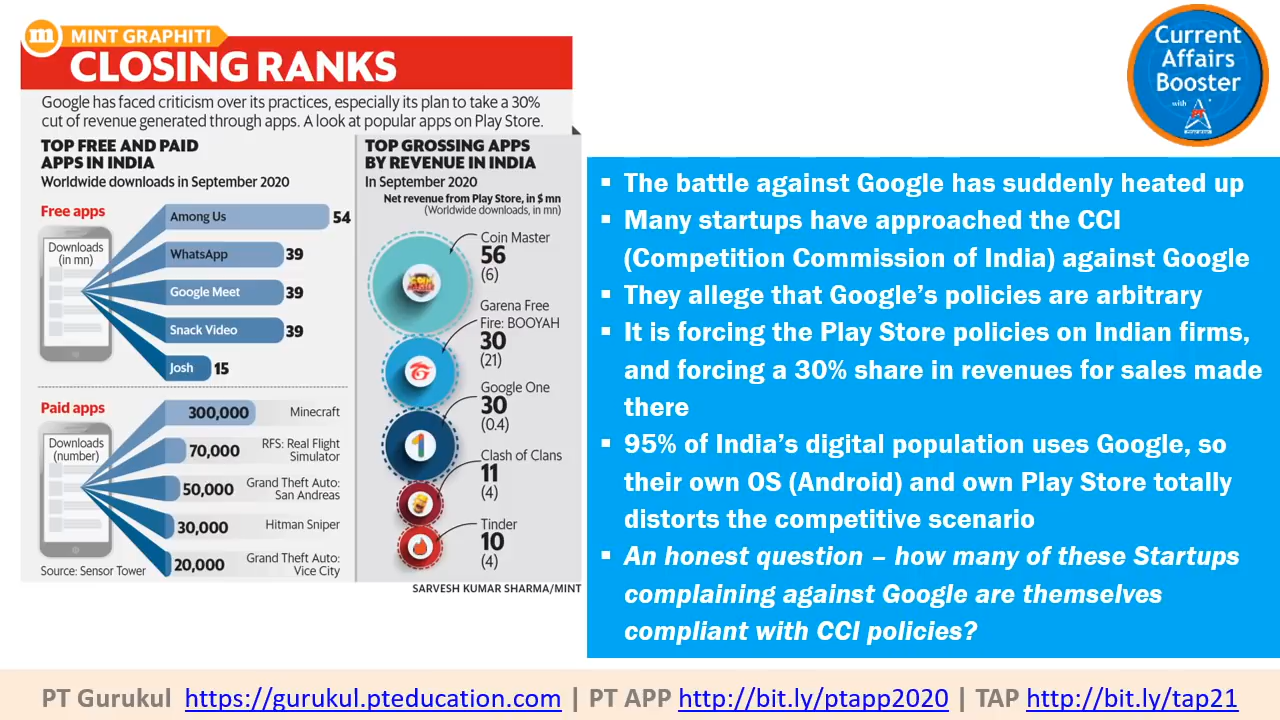 m MINT GRAPHITI
CLOSING RANKS
Google has faced criticism over its practices, especially its plan to take a 30%
cut of revenue generated through apps. A look at popular apps on Play Store.
TOP FREE AND PAID
APPS IN INDIA
Worldwide downloads in September 2020
Free apps
Downloads
(in mn)
Among Us 54
WhatsApp 39
Google Meet 39
Snack Video 39
Josh 15
Paid apps
Downloads
(number)
300,000 Minecraft
70,000 RFS: Real Flight
Simulator
50,000 Grand Theft Auto:
San Andreas
30,000 Hitman Sniper
20,000 Grand Theft Auto:
Vice City
Source: Sensor Tower
TOP GROSSING APPS
BY REVENUE IN INDIA
In September 2020
Net revenue from Play Store, in $ mn
(Worldwide downloads, in mn)
Coin Master
56
(6)
Garena Free
Fire: BOOYAH
30
(21)
Google One
30
(0.4)
Clash of Clans
11
(4)
Tinder
10
(4)
SARVESH KUMAR SHARMA/MINT
Current
Affairs
Booster
with
PT
▪ The battle against Google has suddenly heated up
▪ Many startups have approached the CCI
(Competition Commission of India) against Google
▪ They allege that Google’s policies are arbitrary
▪ It is forcing the Play Store policies on Indian firms,
and forcing a 30% share in revenues for sales made
there
▪ 95% of India’s digital population uses Google, so
their own OS (Android) and own Play Store totally
distorts the competitive scenario
▪ An honest question – how many of these Startups
complaining against Google are themselves
compliant with CCI policies?
PT Gurukul https://gurukul.pteducation.com | PT APP http://bit.ly/ptapp2020 | TAP http://bit.ly/tap21